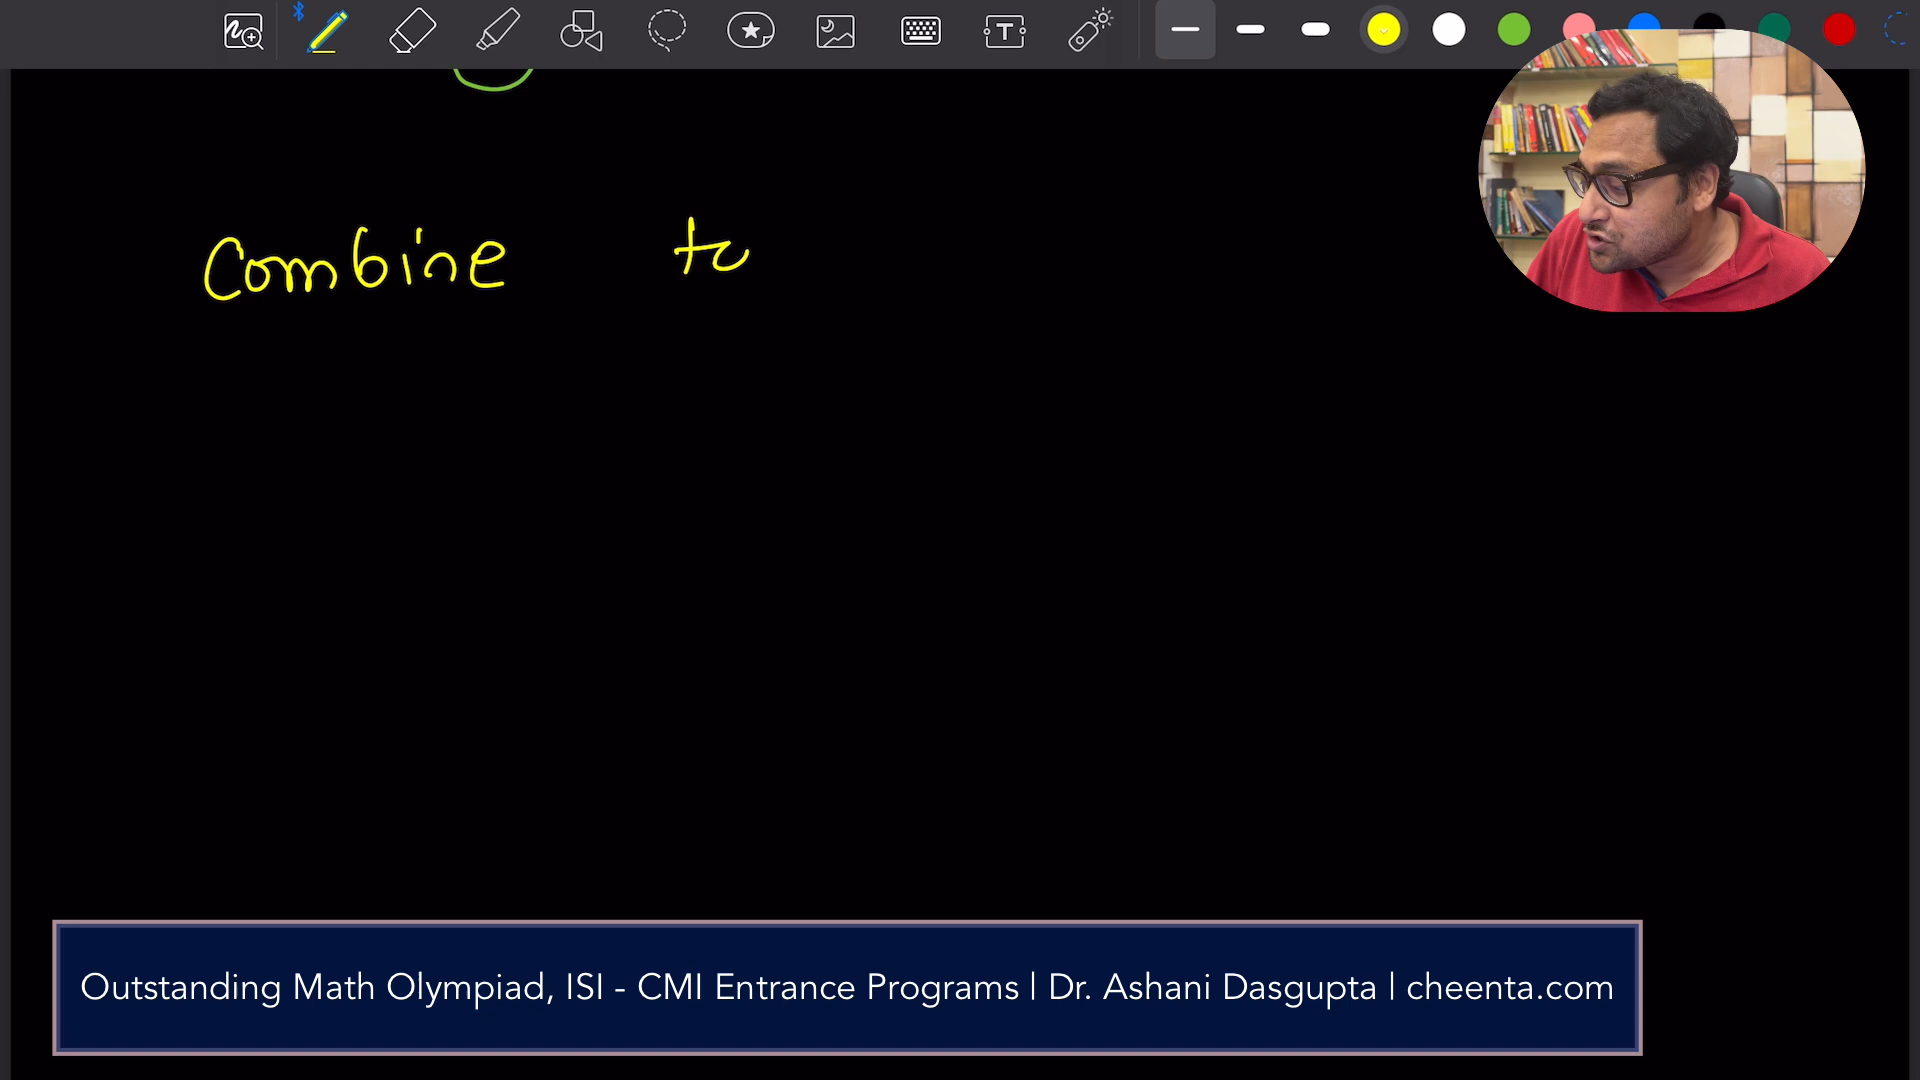 Combine to
Outstanding Math Olympiad, ISI - CMI Entrance Programs | Dr. Ashani Dasgupta | cheenta.com